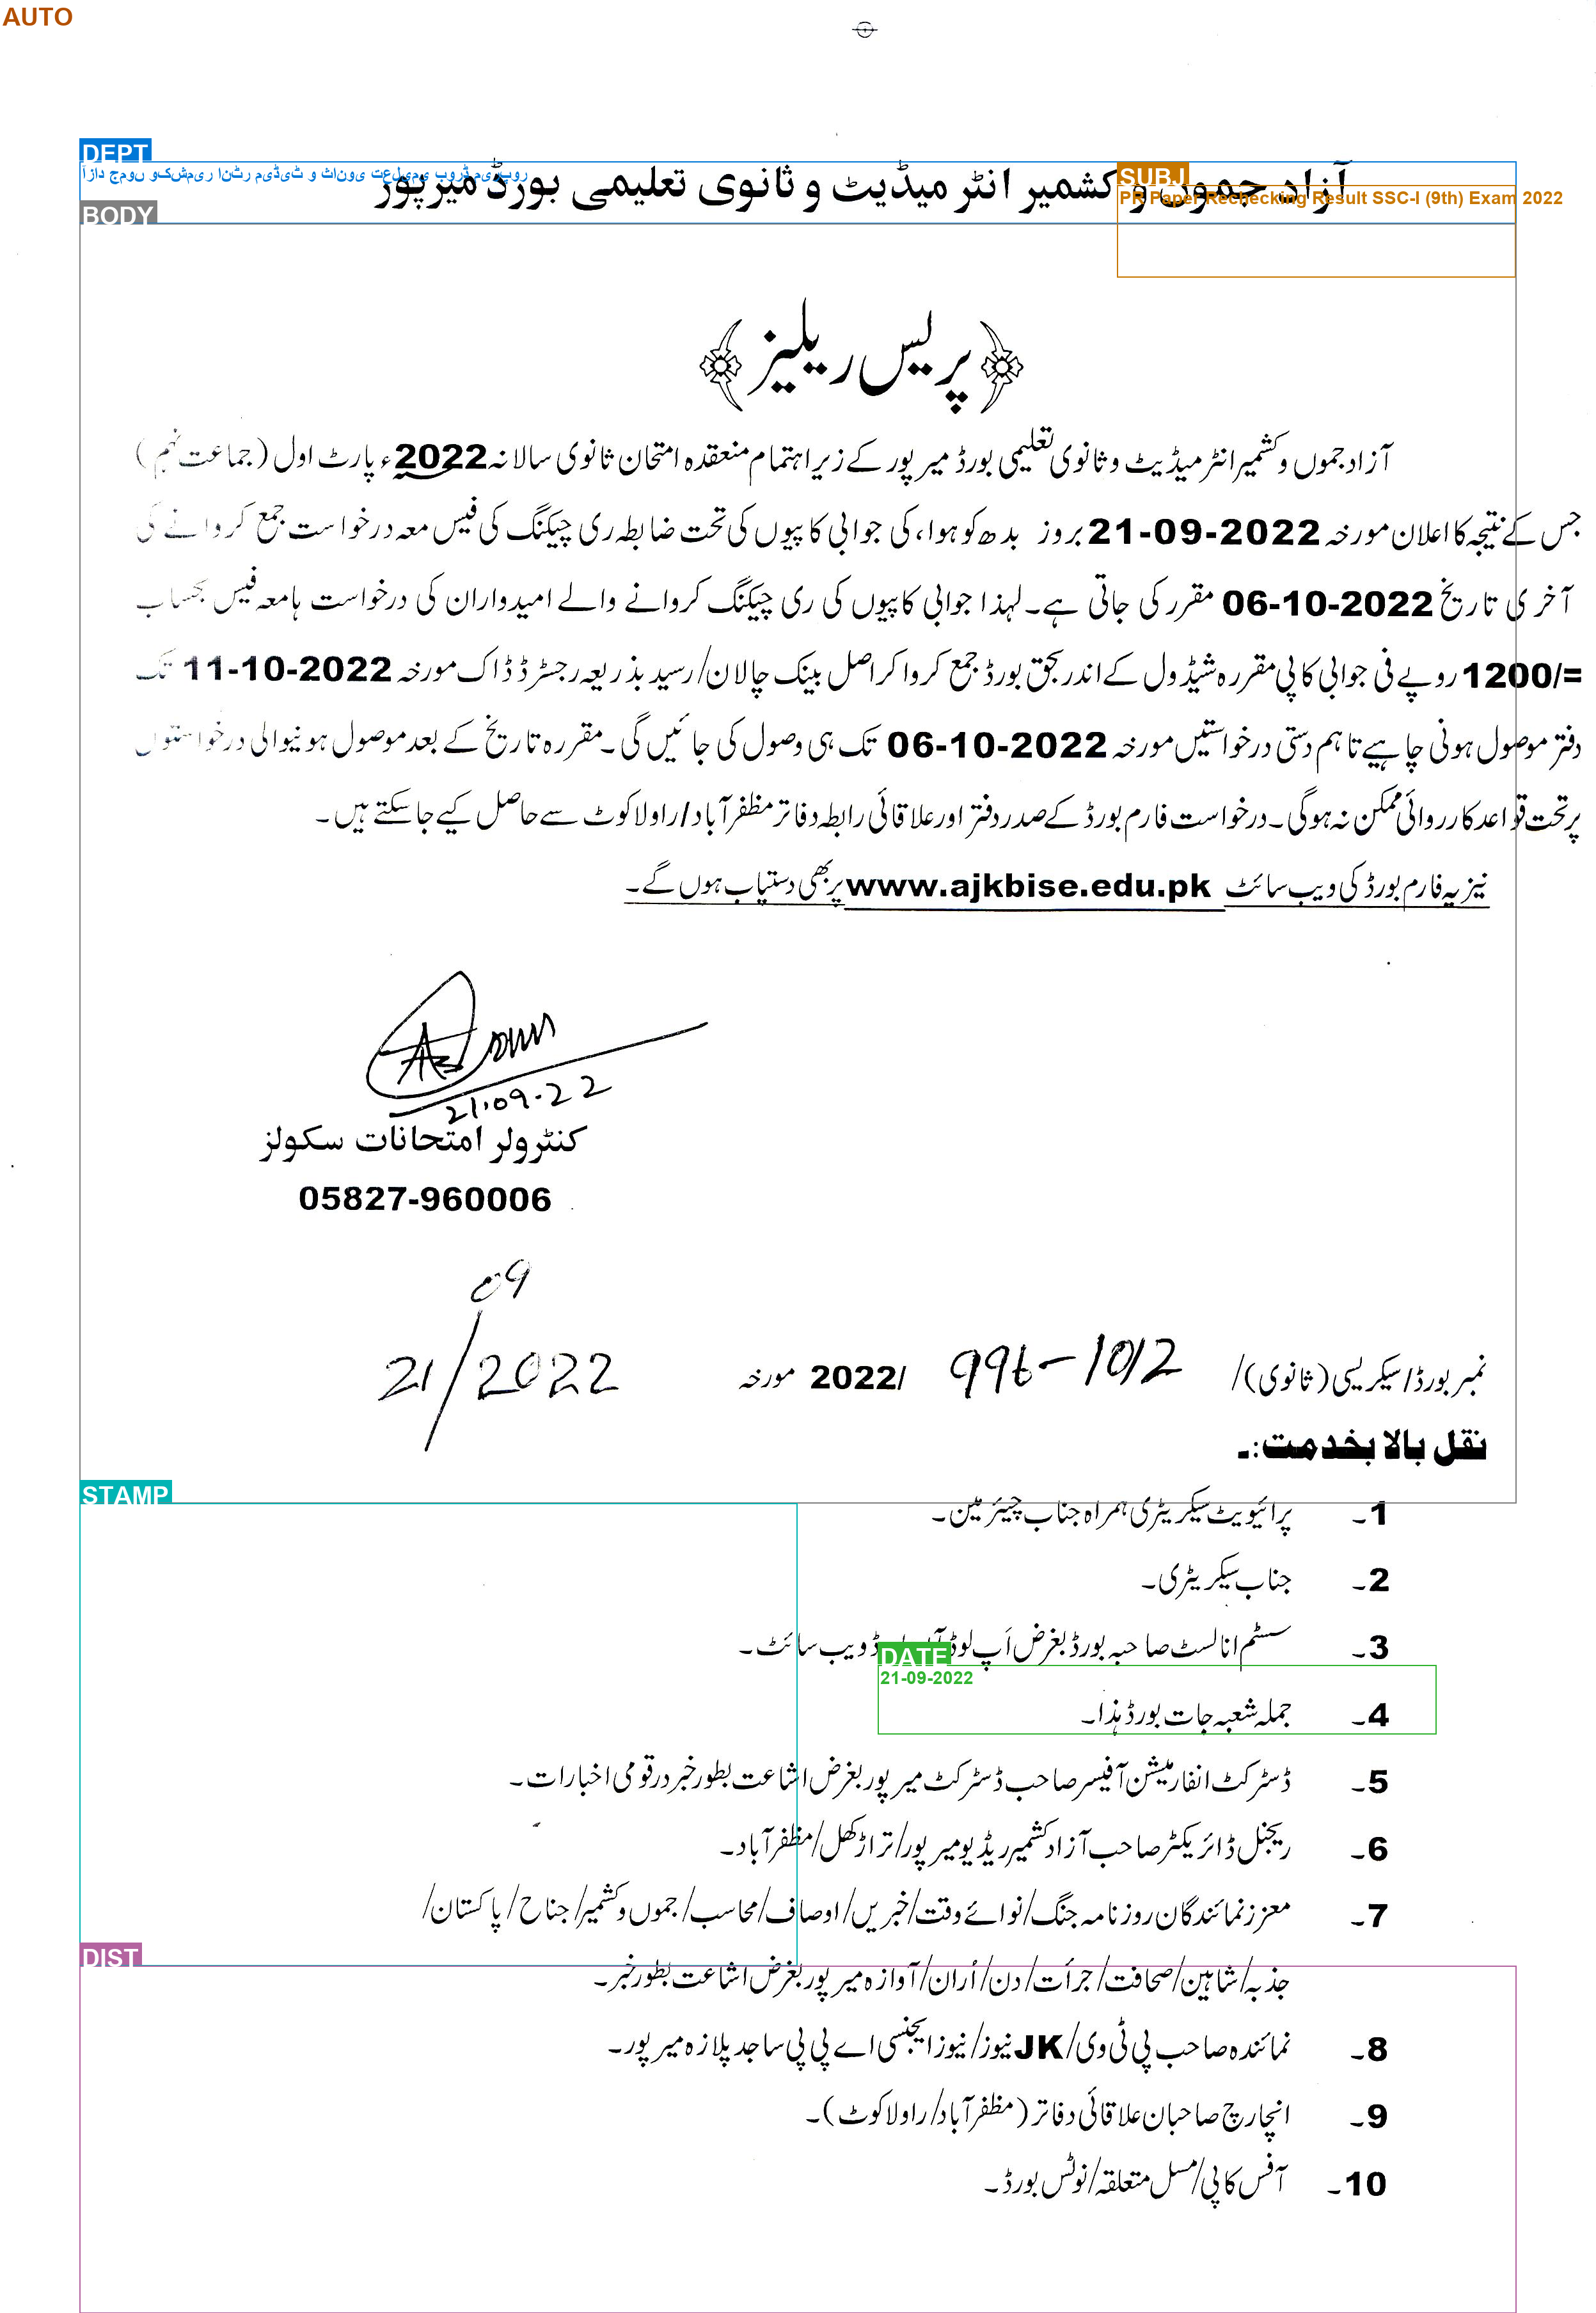 AUTO
DEPT
آزاد جموں و کشمیر انٹر میڈیٹ و ثانوی تعلیمی بورڈ میرپور
آزاد جموں و کشمیر انٹر میڈیٹ و ثانوی تعلیمی بورڈ میرپور
SUBJ
PR Paper Rechecking Result SSC-I (9th) Exam 2022
BODY
پریس ریلیز
آزاد جموں و کشمیر انٹر میڈیٹ و ثانوی تعلیمی بورڈ میرپور کے زیر اہتمام منعقدہ امتحان ثانوی سالانہ 2022ء پارٹ اول (جماعت نہم)
جس کے نتیجہ کا اعلان مورخہ 21-09-2022 بروز بدھ کو ہوا، کی جوابی کاپیوں کی تحت ضابطہ ری چیکنگ کی فیس معہ درخواست جمع کروانے کی
آخری تاریخ 06-10-2022 مقرر کی جاتی ہے۔ لہذا جوابی کاپیوں کی ری چیکنگ کروانے والے امیدواران کی درخواست ہا معہ فیس بحساب
1200/= روپے فی جوابی کاپی مقررہ شیڈول کے اندر بحق بورڈ جمع کروا کر اصل بینک چالان/رسید بذریعہ رجسٹرڈ ڈاک مورخہ 11-10-2022 تک
دفتر موصول ہونی چاہیے تاہم دستی درخواستیں مورخہ 06-10-2022 تک ہی وصول کی جائیں گی۔ مقررہ تاریخ کے بعد موصول ہونیوالی درخواستوں
پر تحت قواعد کارروائی ممکن نہ ہوگی۔ درخواست فارم بورڈ کے صدر دفتر اور علاقائی رابطہ دفاتر مظفرآباد/راولاکوٹ سے حاصل کیے جاسکتے ہیں۔
نیز یہ فارم بورڈ کی ویب سائٹ www.ajkbise.edu.pk پر بھی دستیاب ہوں گے۔
21.09.22
کنٹرولر امتحانات سکولز
05827-960006
نمبر بورڈ/سیکریسی (ثانوی)/ 996-1012 /2022 مورخہ 21/09/2022
نقل بالا بخدمت:۔
STAMP
1۔ پرائیویٹ سیکریٹری ہمراہ جناب چیئرمین۔
2۔ جناب سیکریٹری۔
3۔ سسٹم انالسٹ صاحبہ بورڈ بغرض اَپ لوڈ ویب سائٹ۔
DATE
21-09-2022
4۔ جملہ شعبہ جات بورڈ ہذا۔
5۔ ڈسٹرکٹ انفارمیشن آفیسر صاحب ڈسٹرکٹ میرپور بغرض اشاعت بطور خبر در قومی اخبارات۔
6۔ ریجنل ڈائریکٹر صاحب آزاد کشمیر ریڈیو میرپور/تراڑکھل/مظفرآباد۔
7۔ معزز نمائندگان روزنامہ جنگ/نوائے وقت/خبریں/اوصاف/محاسب/جموں و کشمیر/جناح/پاکستان/
DIST
جذبہ/شاہین/صحافت/جرأت/دن/اُران/آوازہ میرپور بغرض اشاعت بطور خبر۔
8۔ نمائندہ صاحب پی ٹی وی/JK نیوز/نیوز ایجنسی اے پی پی ساجد پلازہ میرپور۔
9۔ انچارج صاحبان علاقائی دفاتر (مظفرآباد/راولاکوٹ)۔
10۔ آفس کاپی/مسل متعلقہ/نوٹس بورڈ۔